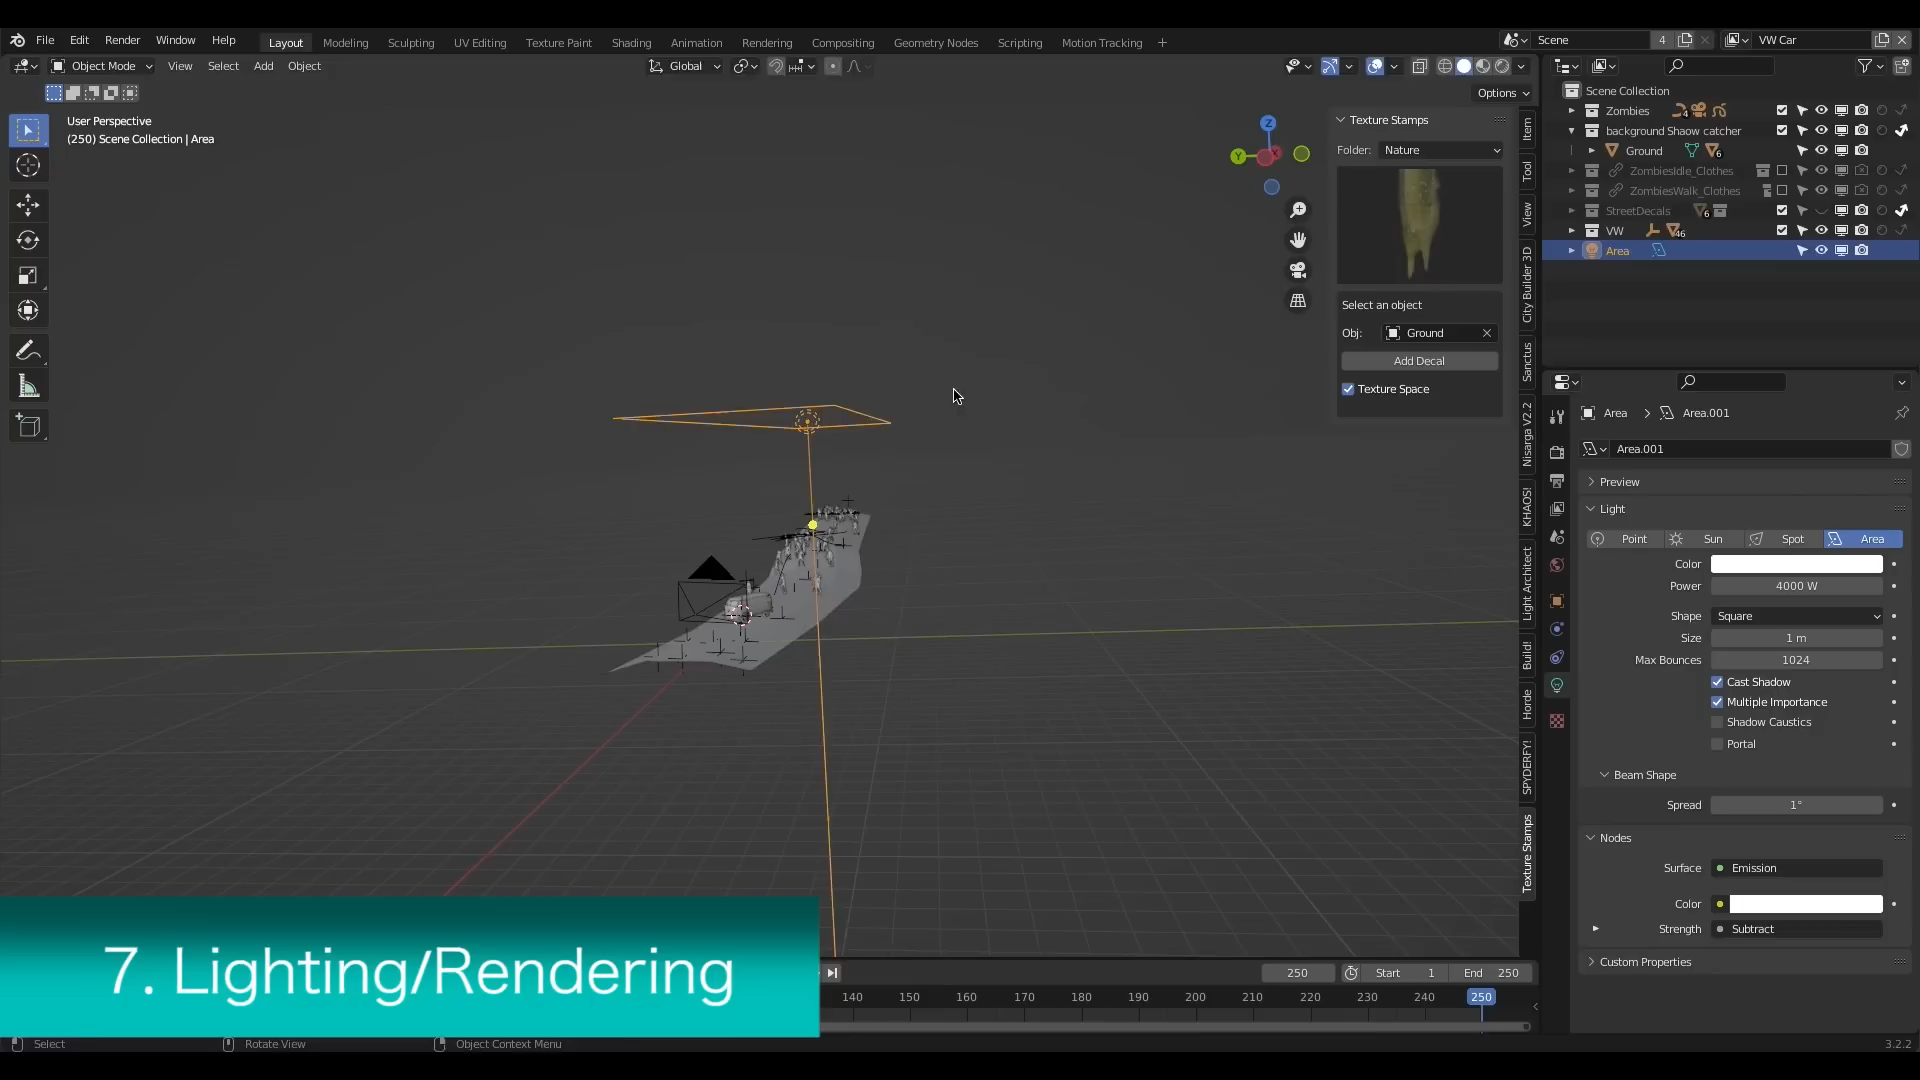 File Edit Render Window Help Layout Modeling Sculpting UV Editing Texture Paint Shading Animation Rendering Compositing Geometry Nodes Scripting Motion Tracking + Scene 4 VW Car
Object Mode View Select Add Object Global
Options
User Perspective
(250) Scene Collection | Area
Z
Y
X
Texture Stamps
Folder: Nature
Select an object
Obj: Ground
Add Decal
Texture Space
Item
Tool
View
City Builder 3D
Sanctus
Nisarga V2.2
KHAOS!
Light Architect
Build!
Horde
SPYDERFY!
Texture Stamps
Scene Collection
Zombies 4
background Shaow catcher
Ground 6
ZombiesIdle_Clothes
ZombiesWalk_Clothes
StreetDecals 6
VW 46
Area
Area > Area.001
Area.001
Preview
Light
Point Sun Spot Area
Color
Power 4000 W
Shape Square
Size 1 m
Max Bounces 1024
Cast Shadow
Multiple Importance
Shadow Caustics
Portal
Beam Shape
Spread 1°
Nodes
Surface Emission
Color
Strength Subtract
Custom Properties
7. Lighting/Rendering
250 Start 1 End 250
140 150 160 170 180 190 200 210 220 230 240 250
Select Rotate View Object Context Menu 3.2.2